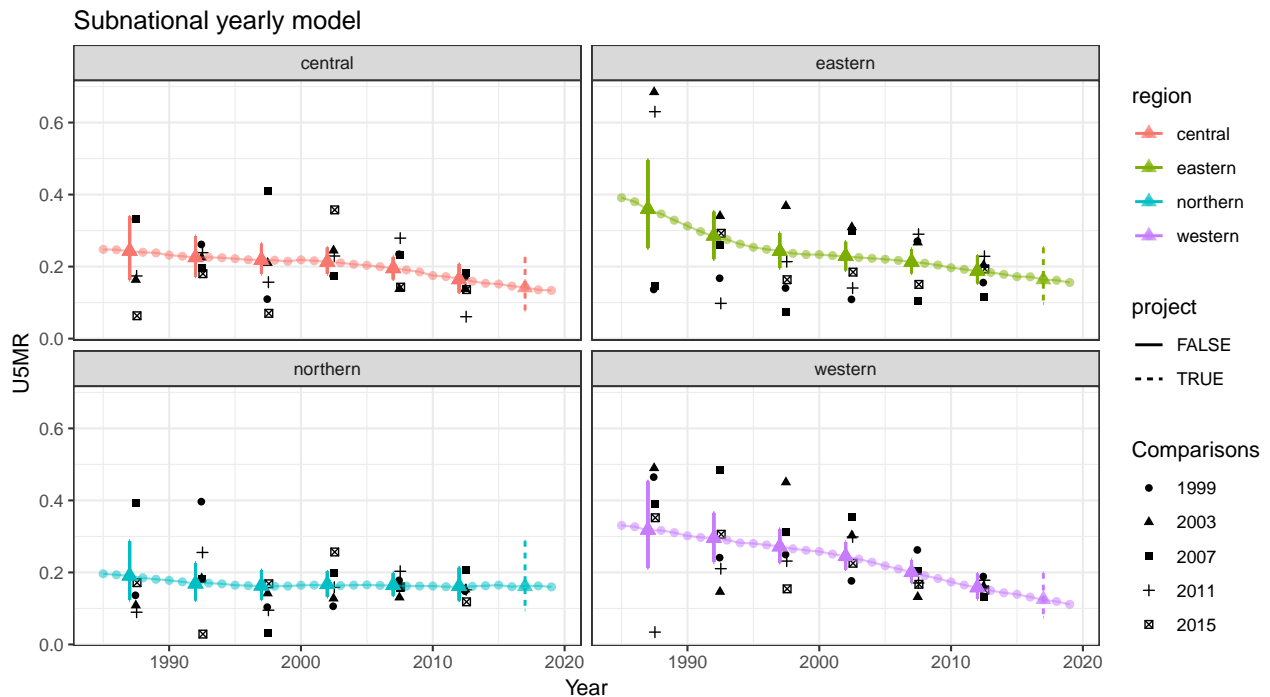 Subnational yearly model
central
eastern
0.6
0.4
0.2
0.0
northern
western
0.6
0.4
0.2
0.0
U5MR
1990
2000
2010
2020
1990
2000
2010
2020
Year
region
central
eastern
northern
western
project
FALSE
TRUE
Comparisons
1999
2003
2007
2011
2015